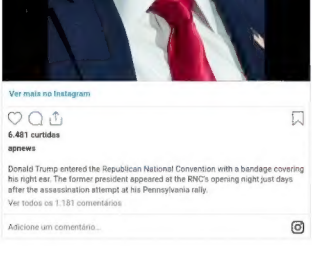 Ver mais no Instagram
6.481 curtidas
apnews
Donald Trump entered the Republican National Convention with a bandage covering
his right ear. The former president appeared at the RNC's opening night just days
after the assassination attempt at his Pennsylvania rally.
Ver todos os 1.181 comentários
Adicione um comentário...